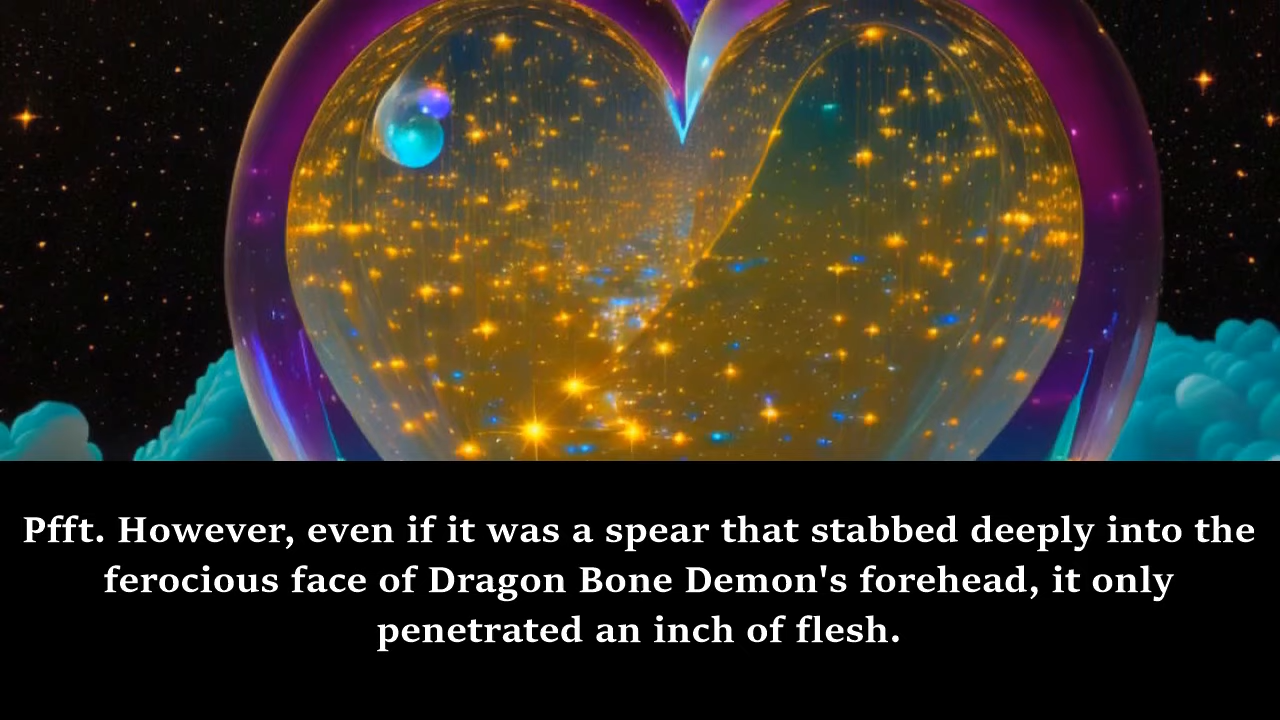 Pfft. However, even if it was a spear that stabbed deeply into the
ferocious face of Dragon Bone Demon's forehead, it only
penetrated an inch of flesh.